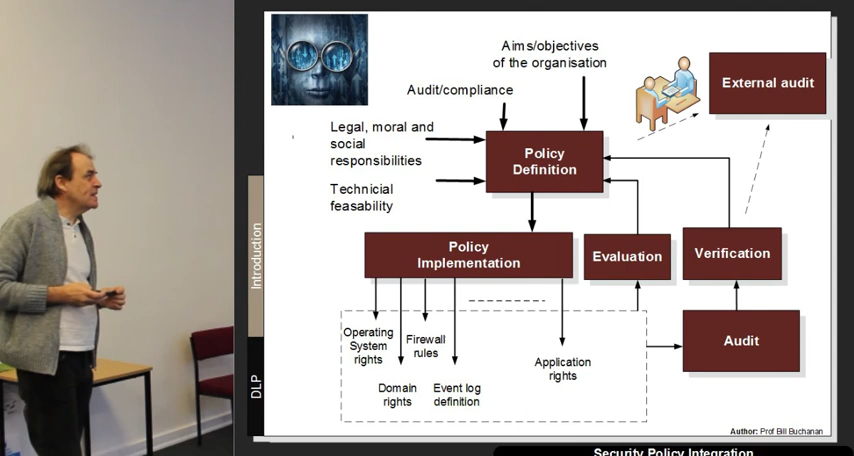 Aims/objectives
of the organisation
External audit
Audit/compliance
Legal, moral and
social
responsibilities
Policy
Definition
Technicial
feasability
Policy
Implementation
Evaluation
Verification
Introduction
Operating
System
rights
Firewall
rules
Application
rights
Audit
Domain
rights
Event log
definition
DLP
Author: Prof Bill Buchanan
Security Policy Integration